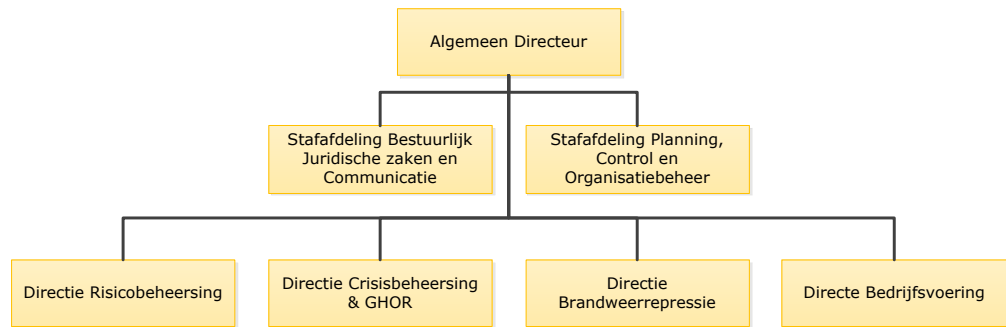 Algemeen Directeur
Stafafdeling Bestuurlijk
Juridische zaken en
Communicatie
Stafafdeling Planning,
Control en
Organisatiebeheer
Directie Risicobeheersing
Directie Crisisbeheersing
& GHOR
Directie
Brandweerrepressie
Directe Bedrijfsvoering